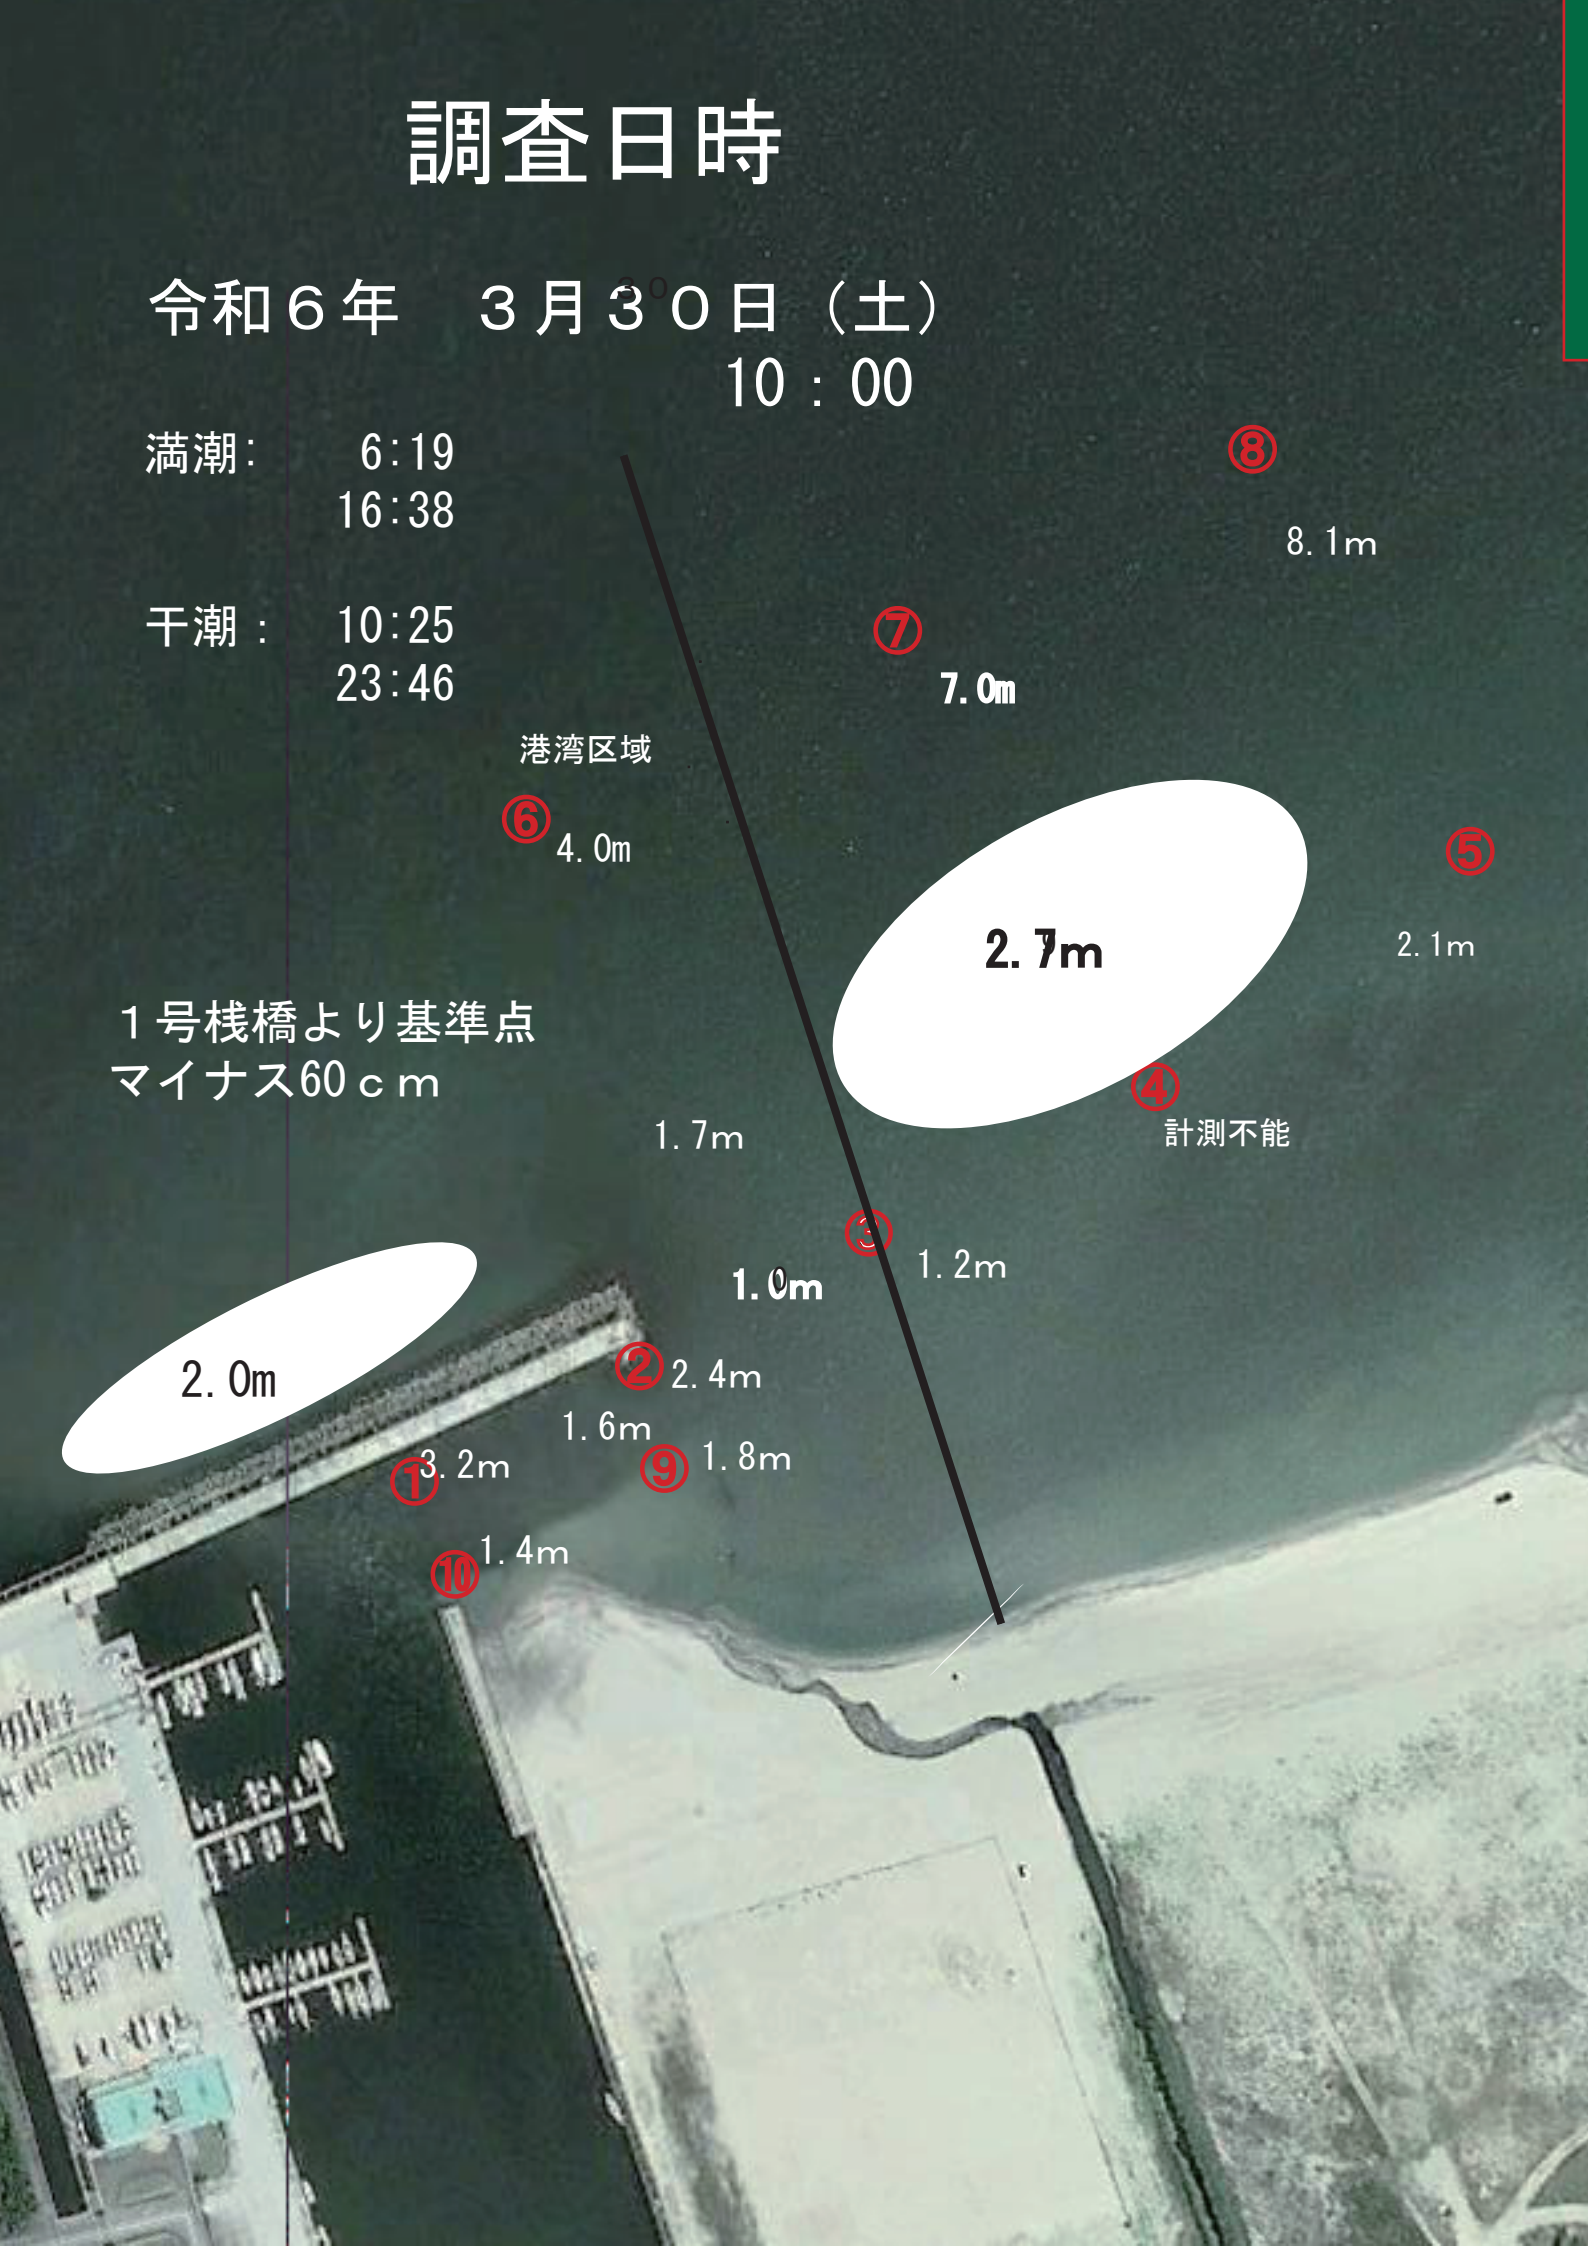 調査日時
令和６年　３月３０日（土）
10：00
満潮： 6:19
16:38
干潮： 10:25
23:46
⑧
8.1m
⑦
7.0m
港湾区域
⑥ 4.0m
⑤
2.1m
１号桟橋より基準点
マイナス60ｃｍ
④
計測不能
1.7m
③ 1.2m
1.0m
2.0m
② 2.4m
1.6m
⑨ 1.8m
① 3.2m
⑩ 1.4m